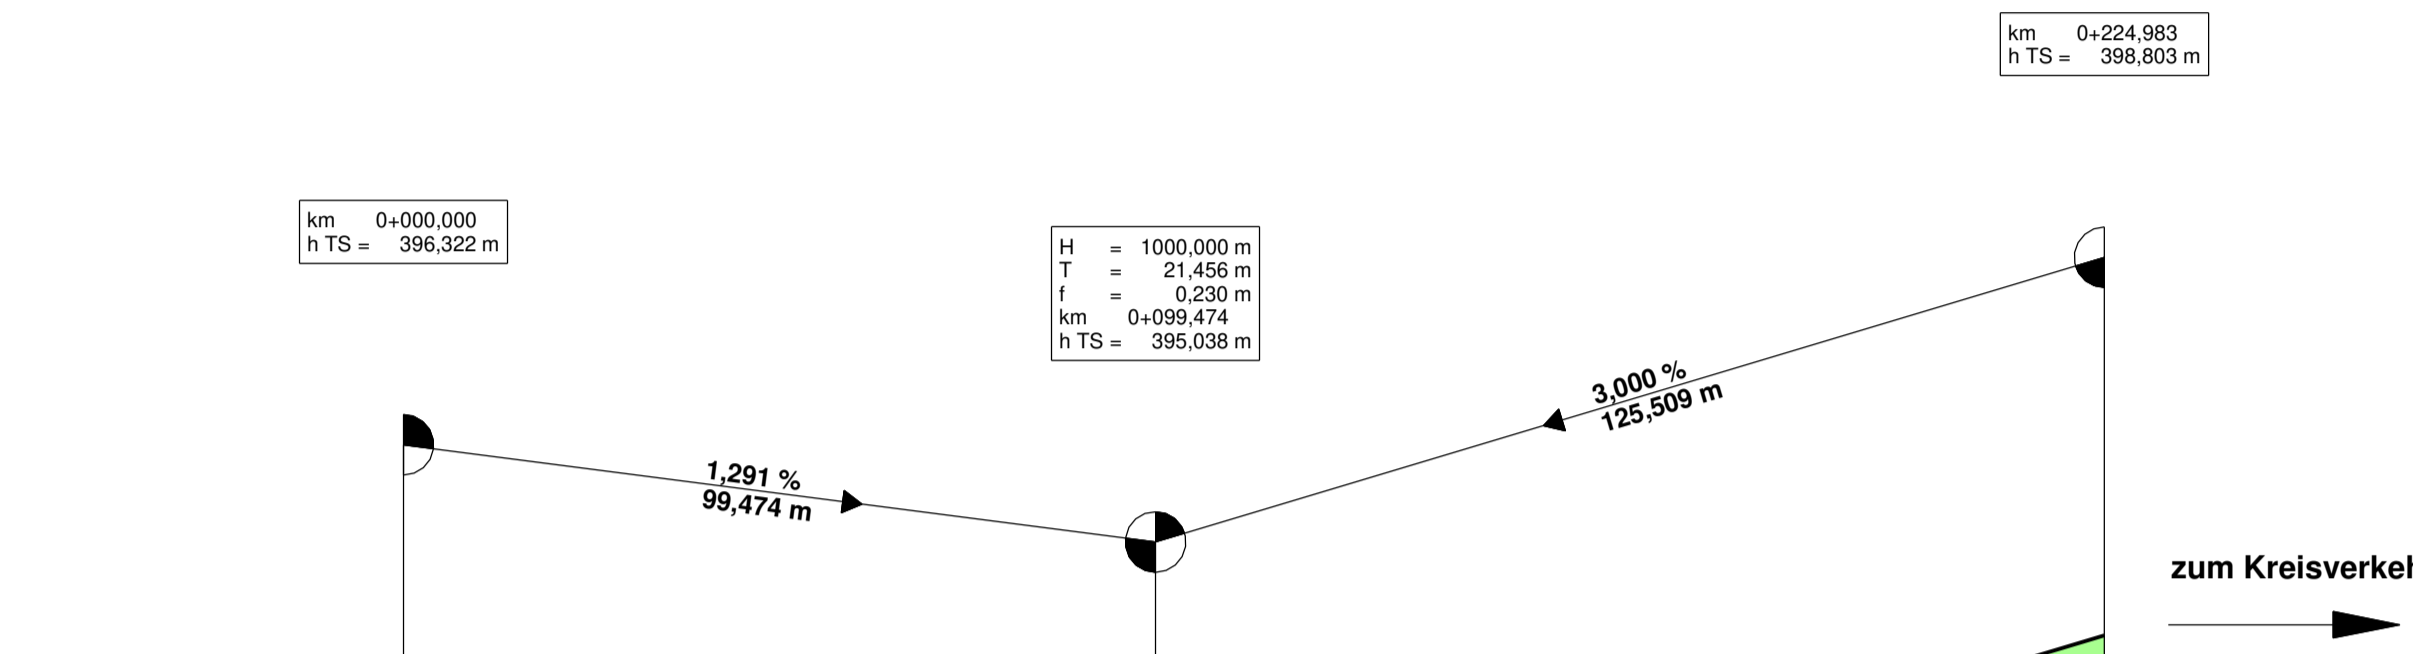 km 0+224,983
h TS = 398,803 m
km 0+000,000
h TS = 396,322 m
H = 1000,000 m
T = 21,456 m
f = 0,230 m
km 0+099,474
h TS = 395,038 m
3,000 %
125,509 m
1,291 %
99,474 m
zum